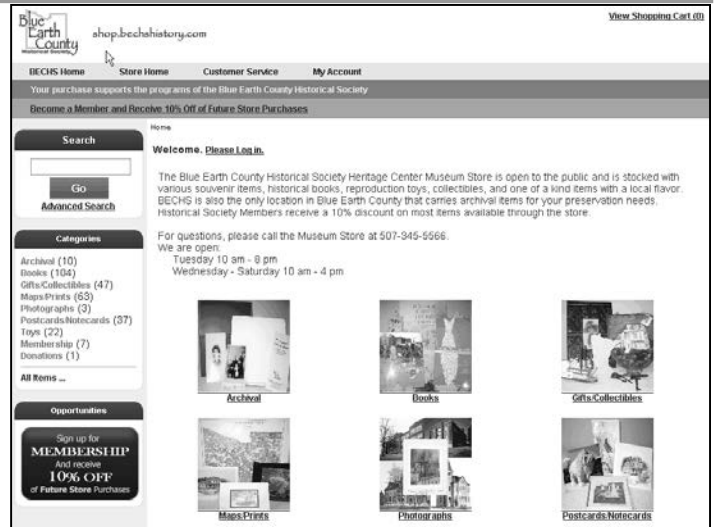 Blue
Earth
County
Historical Society
shop.bechshistory.com
View Shopping Cart (0)
BECHS Home Store Home Customer Service My Account
Your purchase supports the programs of the Blue Earth County Historical Society
Become a Member and Receive 10% Off of Future Store Purchases
Search
Go
Advanced Search
Categories
Archival (10)
Books (104)
Gifts/Collectibles (47)
Maps/Prints (63)
Photographs (3)
Postcards/Notecards (37)
Toys (22)
Membership (7)
Donations (1)
All Items ...
Opportunities
Sign up for
MEMBERSHIP
And receive
10% OFF
of Future Store Purchases
Home
Welcome. Please Log in.
The Blue Earth County Historical Society Heritage Center Museum Store is open to the public and is stocked with
various souvenir items, historical books, reproduction toys, collectibles, and one of a kind items with a local flavor.
BECHS is also the only location in Blue Earth County that carries archival items for your preservation needs.
Historical Society Members receive a 10% discount on most items available through the store.
For questions, please call the Museum Store at 507-345-5566.
We are open:
Tuesday 10 am - 8 pm
Wednesday - Saturday 10 am - 4 pm
Archival
Books
Gifts/Collectibles
Maps/Prints
Photographs
Postcards/Notecards